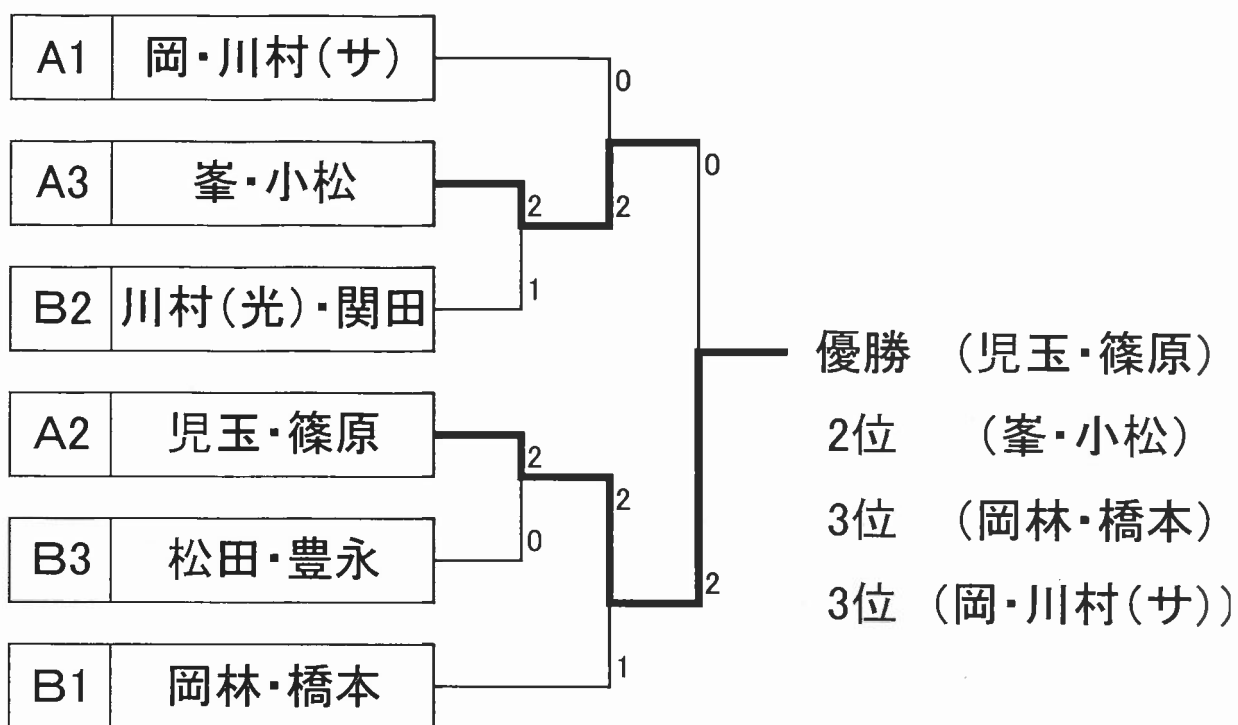 A1 岡・川村(サ)
0
A3 峯・小松
2
2
0
B2 川村(光)・関田
1
優勝 (児玉・篠原)
A2 児玉・篠原
2
2
2位 (峯・小松)
B3 松田・豊永
0
2
3位 (岡林・橋本)
3位 (岡・川村(サ))
B1 岡林・橋本
1